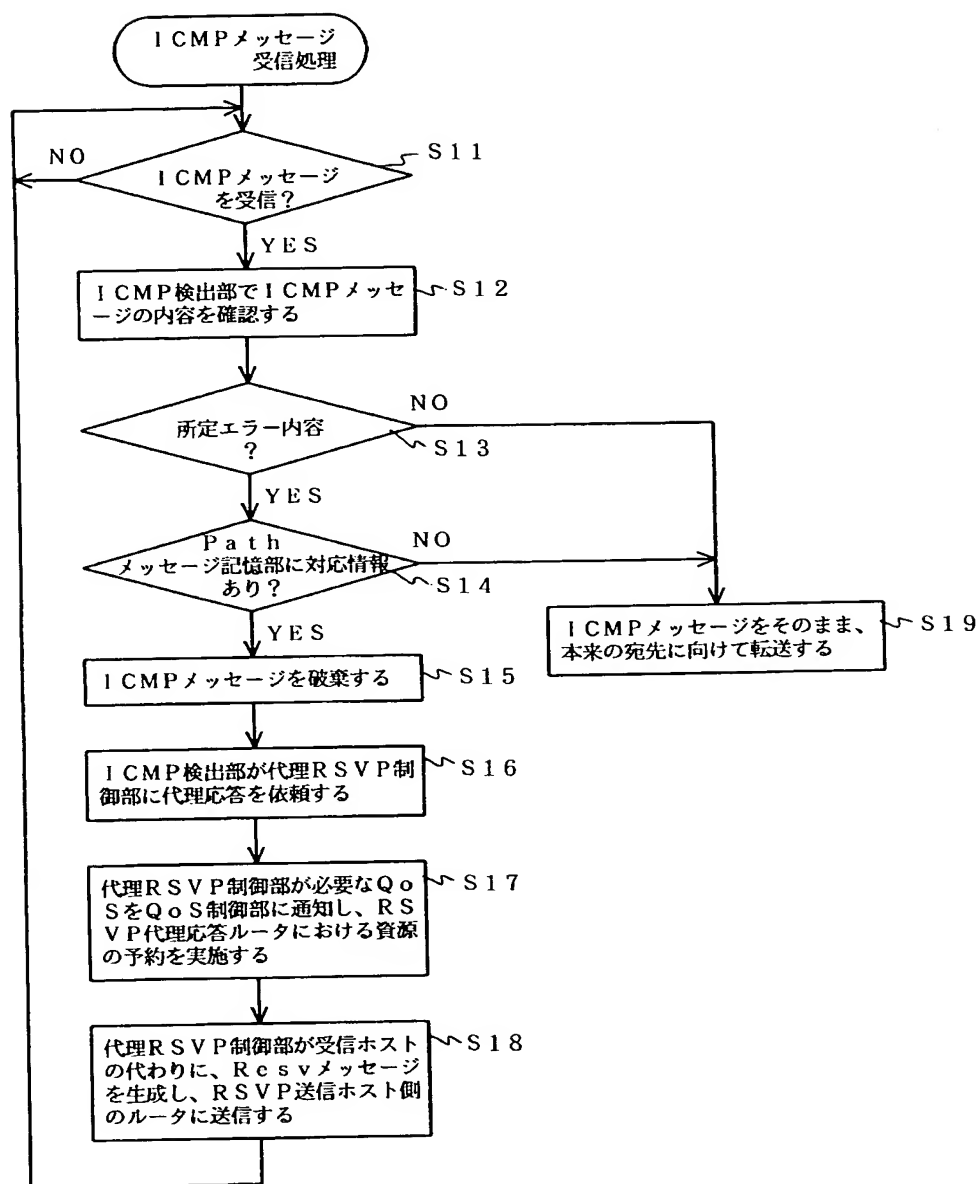 ＩＣＭＰメッセージ
受信処理
ＮＯ
Ｓ１１
ＩＣＭＰメッセージ
を受信？
ＹＥＳ
ＩＣＭＰ検出部でＩＣＭＰメッセ
ージの内容を確認する
Ｓ１２
ＮＯ
所定エラー内容
？
Ｓ１３
ＹＥＳ
Ｐａｔｈ
メッセージ記憶部に対応情報
あり？
ＮＯ
Ｓ１４
ＹＥＳ
ＩＣＭＰメッセージをそのまま、
本来の宛先に向けて転送する
Ｓ１９
ＩＣＭＰメッセージを破棄する
Ｓ１５
ＩＣＭＰ検出部が代理ＲＳＶＰ制
御部に代理応答を依頼する
Ｓ１６
代理ＲＳＶＰ制御部が必要なＱｏ
ＳをＱｏＳ制御部に通知し、ＲＳ
ＶＰ代理応答ルータにおける資源
の予約を実施する
Ｓ１７
代理ＲＳＶＰ制御部が受信ホスト
の代わりに、Ｒｅｓｖメッセージ
を生成し、ＲＳＶＰ送信ホスト側
のルータに送信する
Ｓ１８